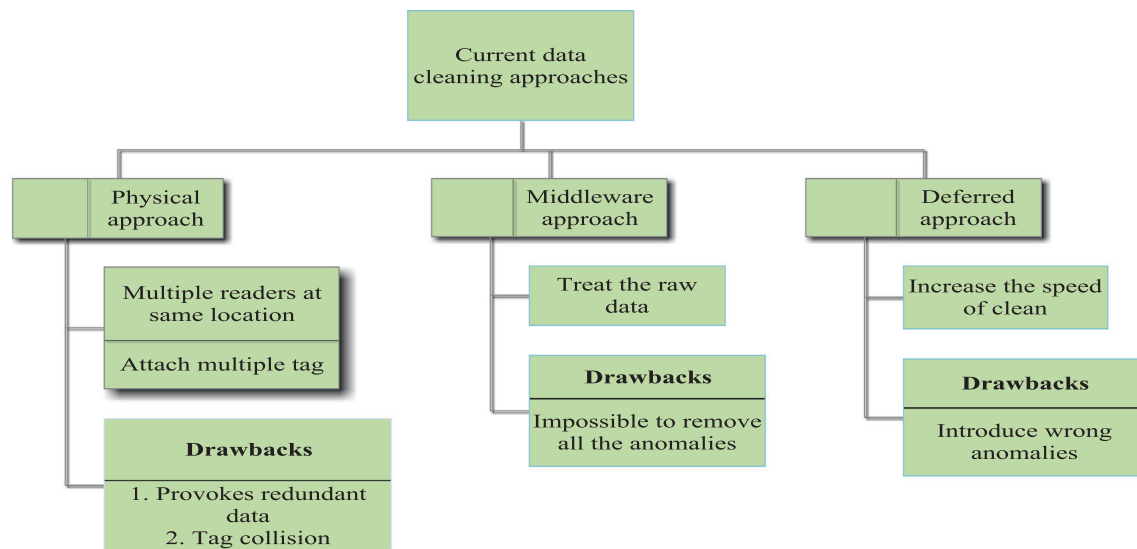 Current data
cleaning approaches
Physical
approach
Multiple readers at
same location
Attach multiple tag
Drawbacks
1. Provokes redundant
data
2. Tag collision
Middleware
approach
Treat the raw
data
Drawbacks
Impossible to remove
all the anomalies
Deferred
approach
Increase the speed
of clean
Drawbacks
Introduce wrong
anomalies